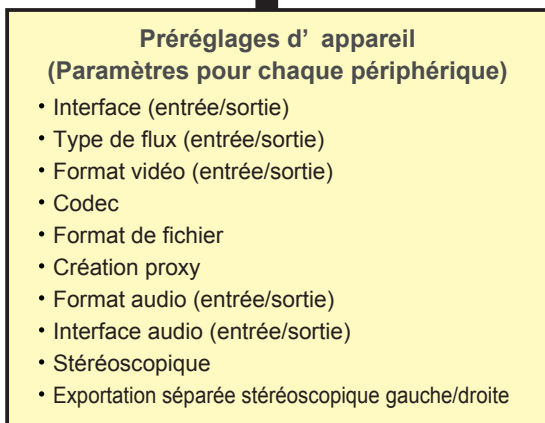 Préréglages d’ appareil
(Paramètres pour chaque périphérique)
・Interface (entrée/sortie)
・Type de flux (entrée/sortie)
・Format vidéo (entrée/sortie)
・Codec
・Format de fichier
・Création proxy
・Format audio (entrée/sortie)
・Interface audio (entrée/sortie)
・Stéréoscopique
・Exportation séparée stéréoscopique gauche/droite